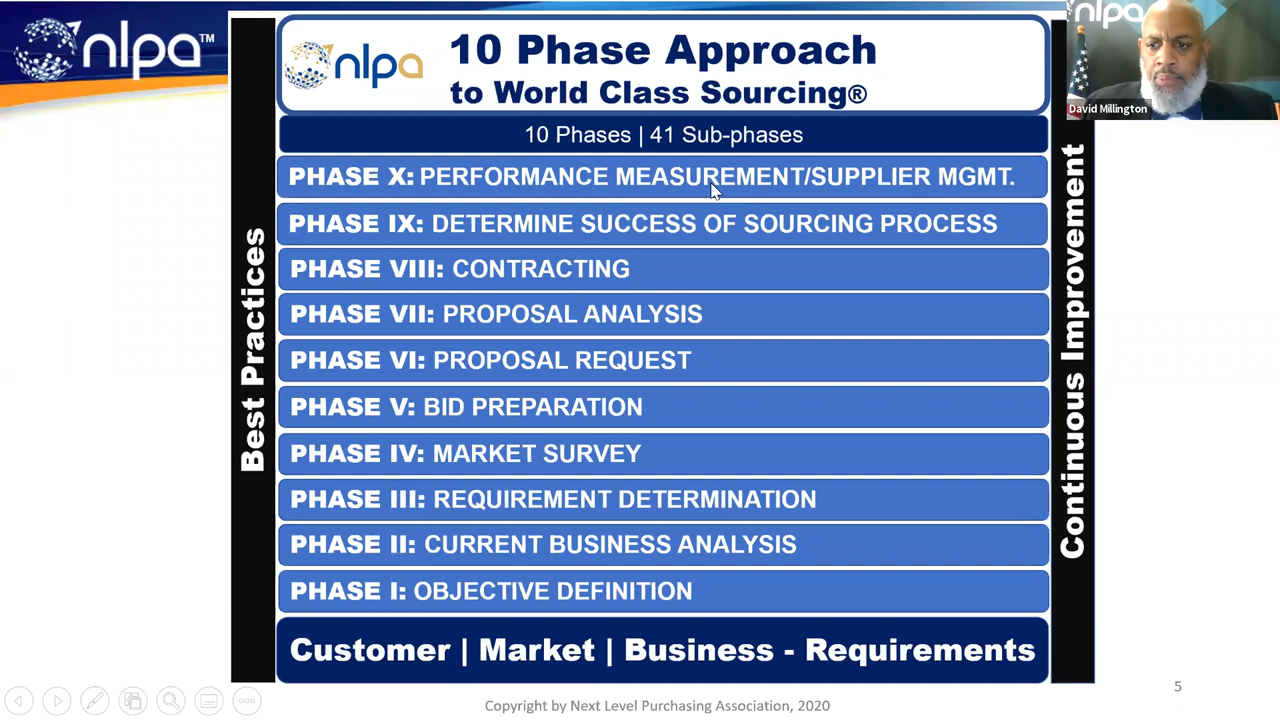 nlpa™
nlpa
10 Phase Approach
to World Class Sourcing®
10 Phases | 41 Sub-phases
PHASE X: PERFORMANCE MEASUREMENT/SUPPLIER MGMT.
PHASE IX: DETERMINE SUCCESS OF SOURCING PROCESS
PHASE VIII: CONTRACTING
PHASE VII: PROPOSAL ANALYSIS
PHASE VI: PROPOSAL REQUEST
PHASE V: BID PREPARATION
PHASE IV: MARKET SURVEY
PHASE III: REQUIREMENT DETERMINATION
PHASE II: CURRENT BUSINESS ANALYSIS
PHASE I: OBJECTIVE DEFINITION
Customer | Market | Business - Requirements
Best Practices
Continuous Improvement
nlpa
David Millington
5
Copyright by Next Level Purchasing Association, 2020